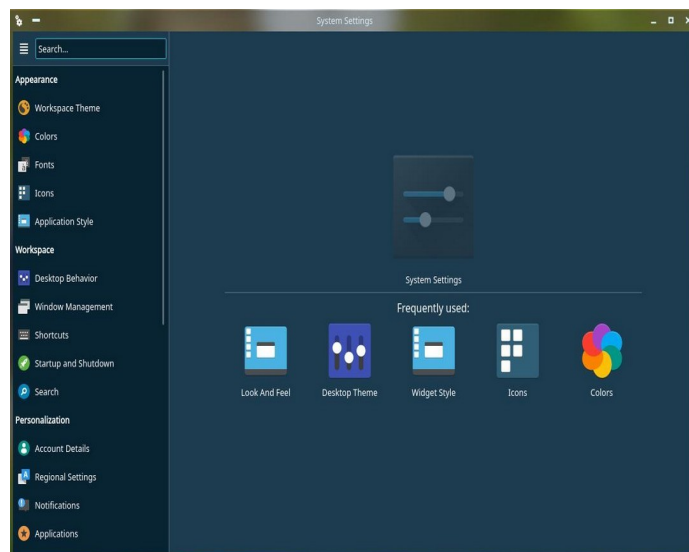 System Settings
Search...
Appearance
Workspace Theme
Colors
Fonts
Icons
Application Style
Workspace
Desktop Behavior
Window Management
Shortcuts
Startup and Shutdown
Search
Personalization
Account Details
Regional Settings
Notifications
Applications
System Settings
Frequently used:
Look And Feel
Desktop Theme
Widget Style
Icons
Colors